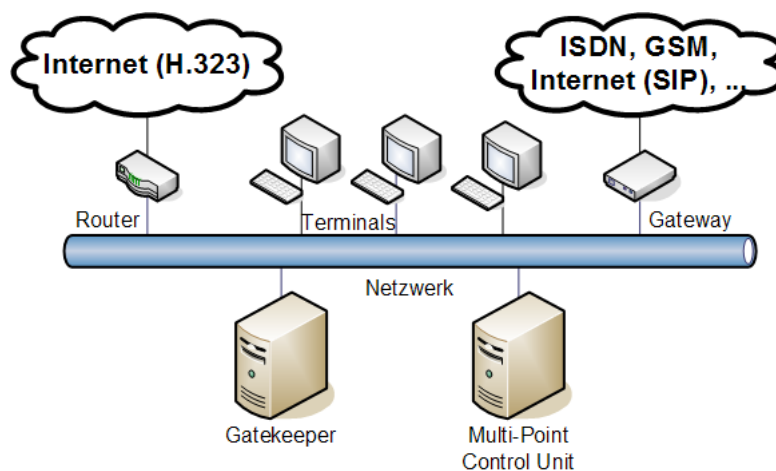 Internet (H.323)
ISDN, GSM,
Internet (SIP), ...
Router
Terminals
Gateway
Netzwerk
Gatekeeper
Multi-Point
Control Unit